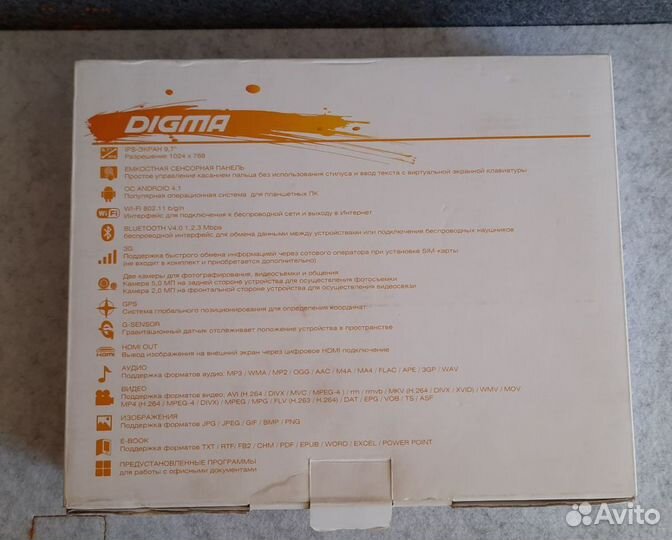 DIGMA
IPS-ЭКРАН 9,7"
Разрешение 1024 x 768
ЕМКОСТНАЯ СЕНСОРНАЯ ПАНЕЛЬ
Простое управление касанием пальца без использования стилуса и ввод текста с виртуальной экранной клавиатуры
ОС ANDROID 4.1
Популярная операционная система для планшетных ПК
WiFi
WI-FI 802.11 b/g/n
Интерфейс для подключения к беспроводной сети и выходу в Интернет
BLUETOOTH V4.0 1,2,3 Mbps
беспроводной интерфейс для обмена данными между устройствами или подключения беспроводных наушников
3G
Поддержка быстрого обмена информацией через сотового оператора при установке SIM-карты
(не входит в комплект и приобретается дополнительно)
Две камеры для фотографирования, видеосъемки и общения
Камера 5,0 МП на задней стороне устройства для осуществления фотосъемки
Камера 2,0 МП на фронтальной стороне устройства для осуществления видеосвязи
GPS
Система глобального позиционирования для определения координат
G-SENSOR
Гравитационный датчик отслеживает положение устройства в пространстве
HDMI
HDMI OUT
Вывод изображения на внешний экран через цифровое HDMI подключение
АУДИО
Поддержка форматов аудио: MP3 / WMA / MP2 / OGG / AAC / M4A / MA4 / FLAC / APE / 3GP / WAV
ВИДЕО
Поддержка форматов видео: AVI (H.264 / DIVX / MVC / MPEG-4 ) / rm / rmvb / MKV (H.264 / DIVX / XVID) / WMV / MOV
MP4 (H.264 / MPEG-4 / DIVX) / MPEG / MPG / FLV (H.263 / H.264) / DAT / EPG / VOB / TS / ASF
ИЗОБРАЖЕНИЯ
Поддержка форматов JPG / JPEG / GIF / BMP / PNG
E-BOOK
Поддержка форматов TXT / RTF/ FB2 / CHM / PDF / EPUB / WORD / EXCEL / POWER POINT
ПРЕДУСТАНОВЛЕННЫЕ ПРОГРАММЫ
для работы с офисными документами
Avito